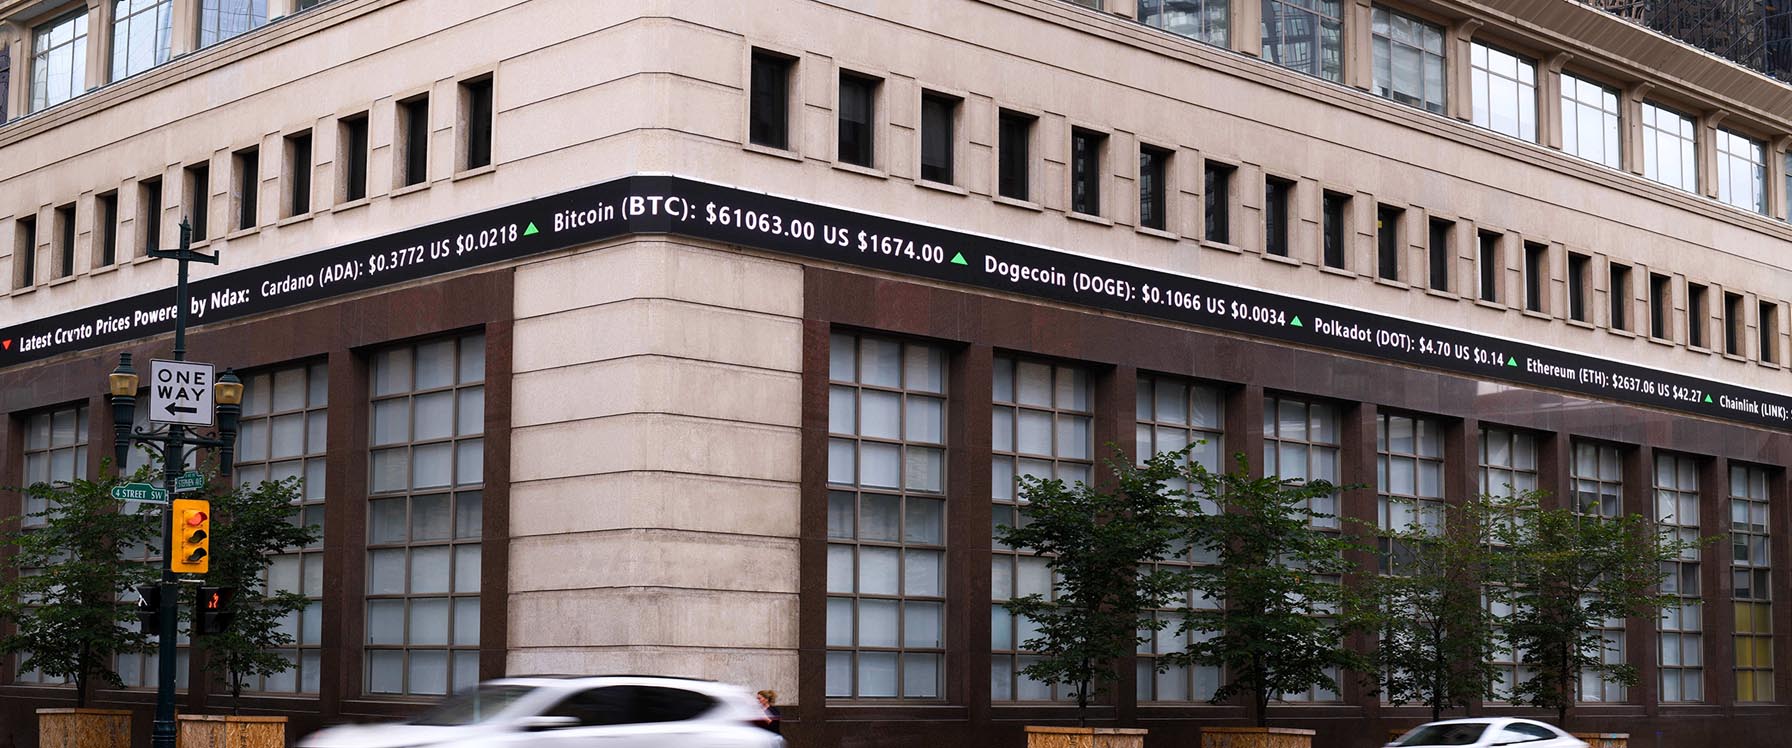 Latest Crypto Prices Powered by Ndax: Cardano (ADA): $0.3772 US $0.0218 Bitcoin (BTC): $61063.00 US $1674.00 Dogecoin (DOGE): $0.1066 US $0.0034 Polkadot (DOT): $4.70 US $0.14 Ethereum (ETH): $2637.06 US $42.27 Chainlink (LINK):
ONE
WAY
STEPHEN AVE
4 STREET SW